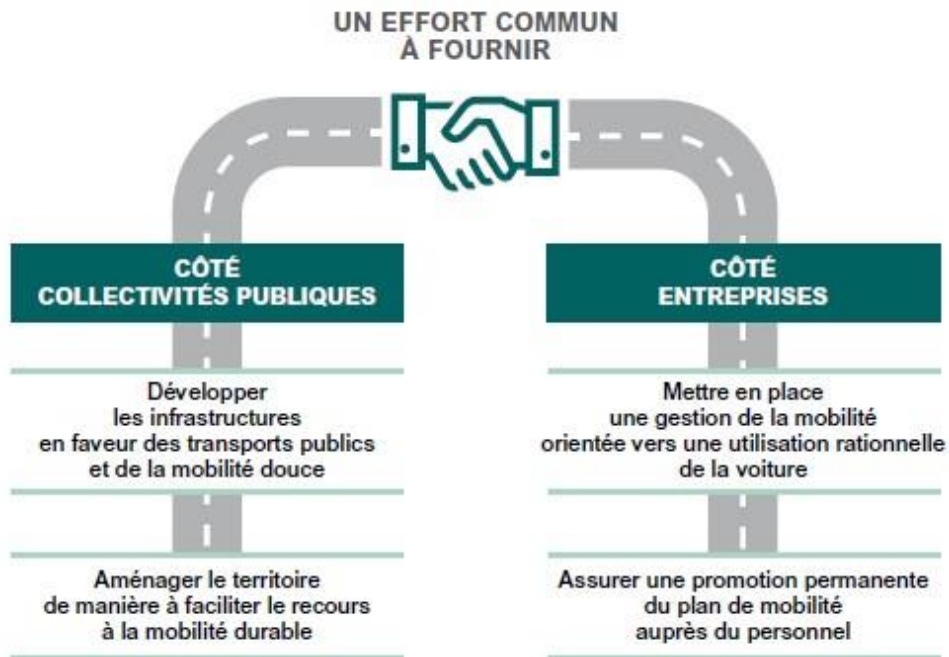 UN EFFORT COMMUN
À FOURNIR
CÔTÉ
COLLECTIVITÉS PUBLIQUES
Développer
les infrastructures
en faveur des transports publics
et de la mobilité douce
Aménager le territoire
de manière à faciliter le recours
à la mobilité durable
CÔTÉ
ENTREPRISES
Mettre en place
une gestion de la mobilité
orientée vers une utilisation rationnelle
de la voiture
Assurer une promotion permanente
du plan de mobilité
auprès du personnel